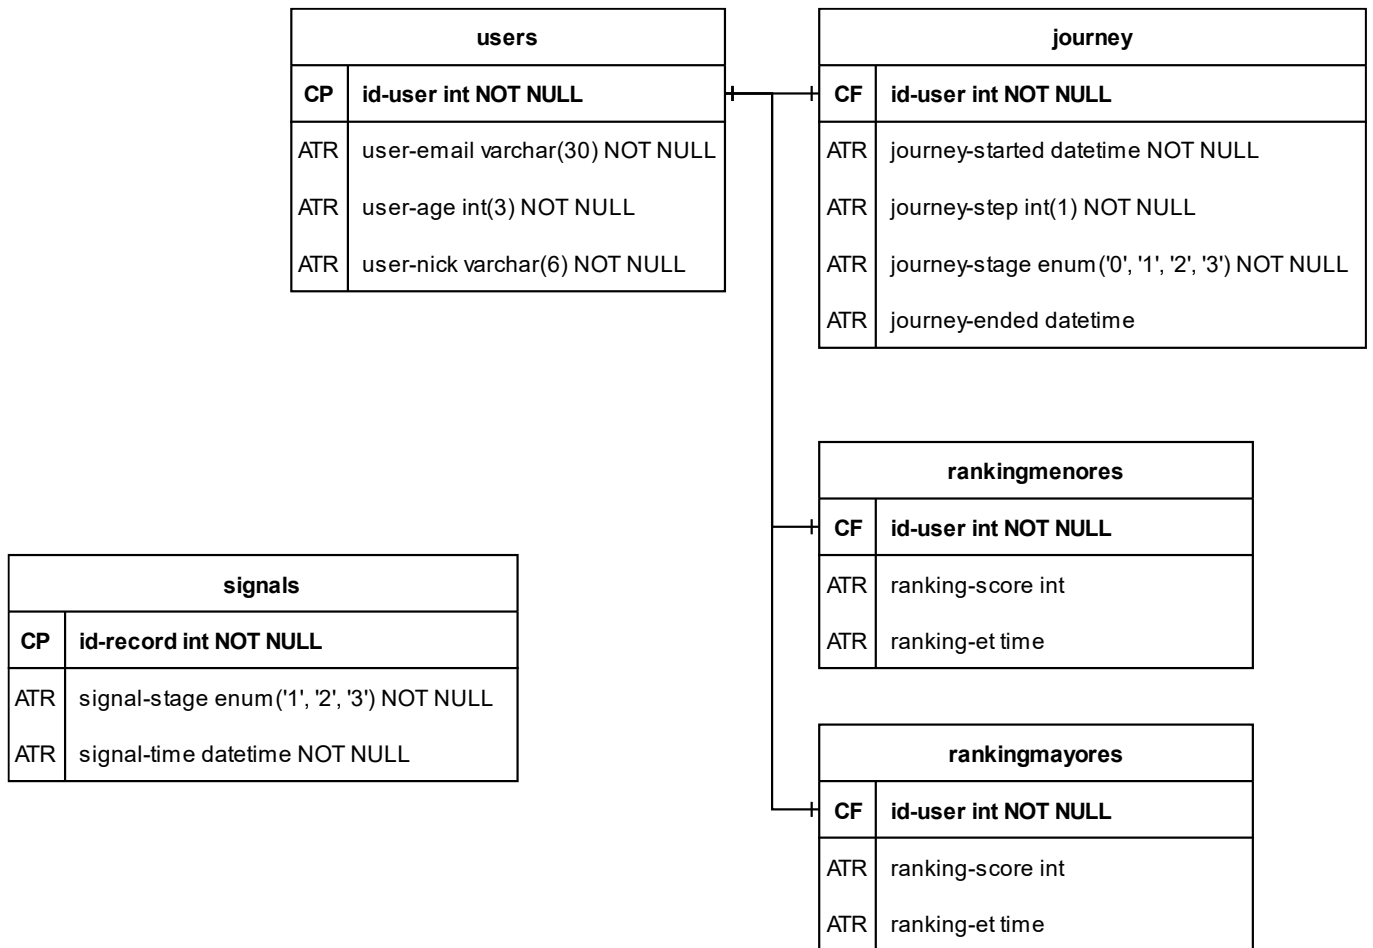 users
CP id-user int NOT NULL
ATR user-email varchar(30) NOT NULL
ATR user-age int(3) NOT NULL
ATR user-nick varchar(6) NOT NULL
journey
CF id-user int NOT NULL
ATR journey-started datetime NOT NULL
ATR journey-step int(1) NOT NULL
ATR journey-stage enum('0', '1', '2', '3') NOT NULL
ATR journey-ended datetime
rankingmenores
CF id-user int NOT NULL
ATR ranking-score int
ATR ranking-et time
signals
CP id-record int NOT NULL
ATR signal-stage enum('1', '2', '3') NOT NULL
ATR signal-time datetime NOT NULL
rankingmayores
CF id-user int NOT NULL
ATR ranking-score int
ATR ranking-et time